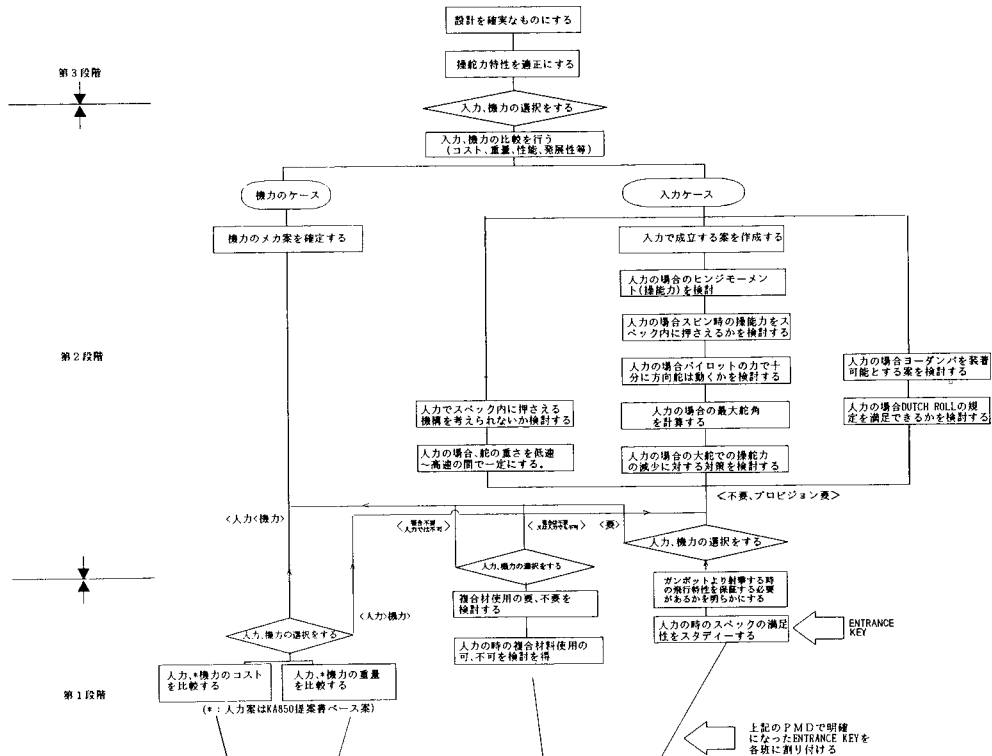 設計を確実なものにする
操舵力特性を適正にする
第3段階
入力、機力の選択をする
入力、機力の比較を行う
(コスト、重量、性能、発展性等)
機力のケース
入力ケース
機力のメカ案を確定する
入力で成立する案を作成する
人力の場合のヒンジモーメ
ント(操能力)を検討
人力の場合スピン時の操能力をス
ペック内に押さえるかを検討する
第2段階
人力の場合パイロットの力で十
分に方向舵は動くかを検討する
人力の場合ヨーダンパを装着
可能とする案を検討する
人力でスペック内に押さえる
機構を考えられないか検討する
人力の場合の最大舵角
を計算する
人力の場合DUTCH ROLLの規
定を満足できるかを検討する
人力の場合、舵の重さを低速
〜高速の間で一定にする。
人力の場合の大舵での操舵力
の減少に対する対策を検討する
<不要、プロビジョン要>
<人力<機力>
<要>
人力、機力の選択をする
人力、機力の選択をする
ガンボットより射撃する時
の飛行特性を保証する必要
があるかを明らかにする
複合材使用の要、不要を
検討する
<人力>機力>
人力、機力の選択をする
人力の時のスペックの満足
性をスタディーする
ENTRANCE
KEY
人力の時の複合材料使用の
可、不可を検討を得
第1段階
人力、*機力のコスト
を比較する
人力、*機力の重量
を比較する
(*:人力案はKA850提案書ベース案)
上記のPMDで明確
になったENTRANCE KEYを
各班に割り付ける